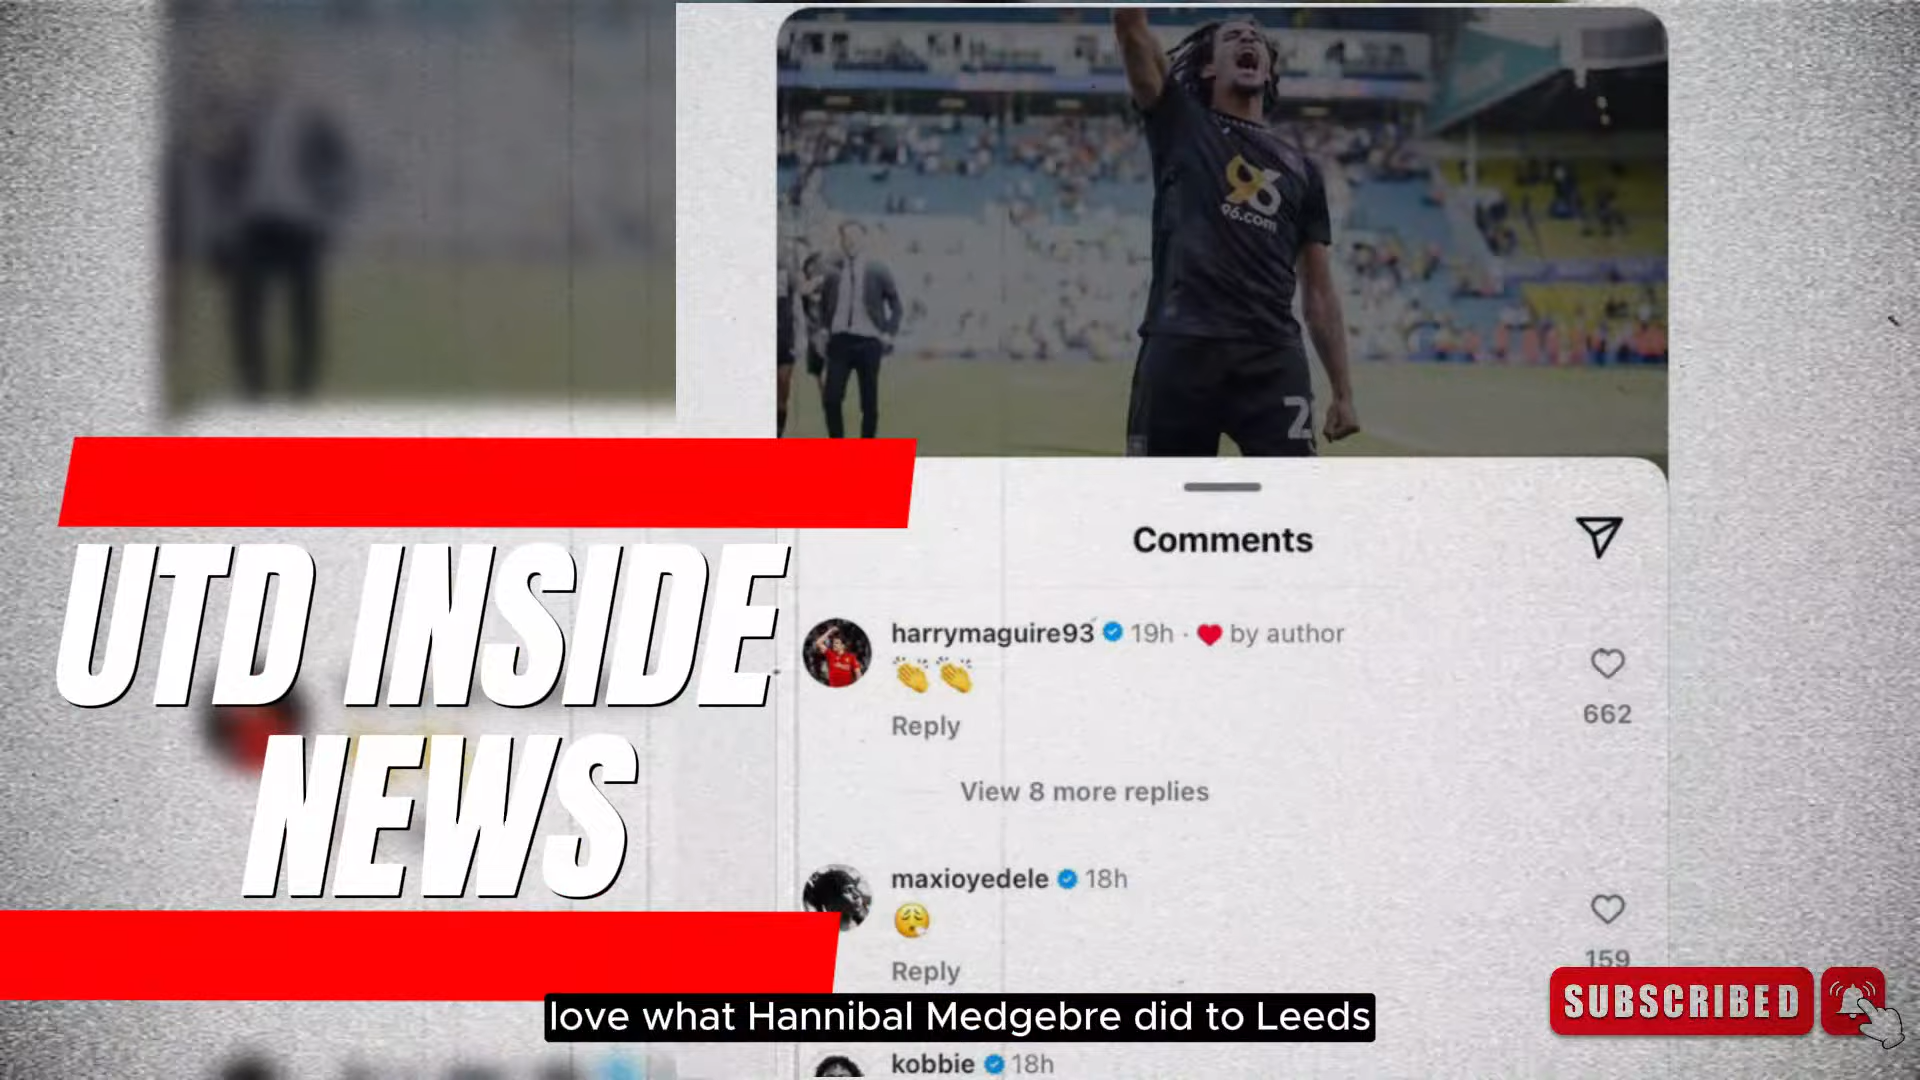 96
96.com
2
UTD INSIDE
NEWS
Comments
harrymaguire93 19h · by author
Reply
662
View 8 more replies
maxioyedele 18h
Reply
159
love what Hannibal Medgebre did to Leeds
SUBSCRIBED
kobbie 18h